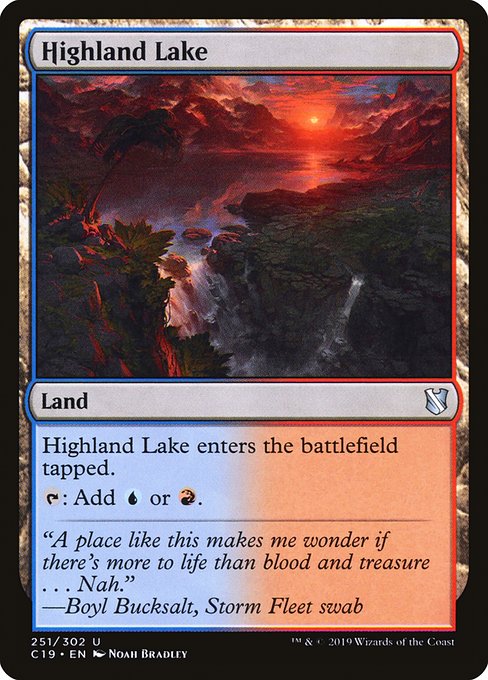 Highland Lake
Land
Highland Lake enters the battlefield
tapped.
: Add or .
“A place like this makes me wonder if
there’s more to life than blood and treasure
. . . Nah.”
—Boyl Bucksalt, Storm Fleet swab
251/302 U
C19 • EN Noah Bradley
™ & © 2019 Wizards of the Coast